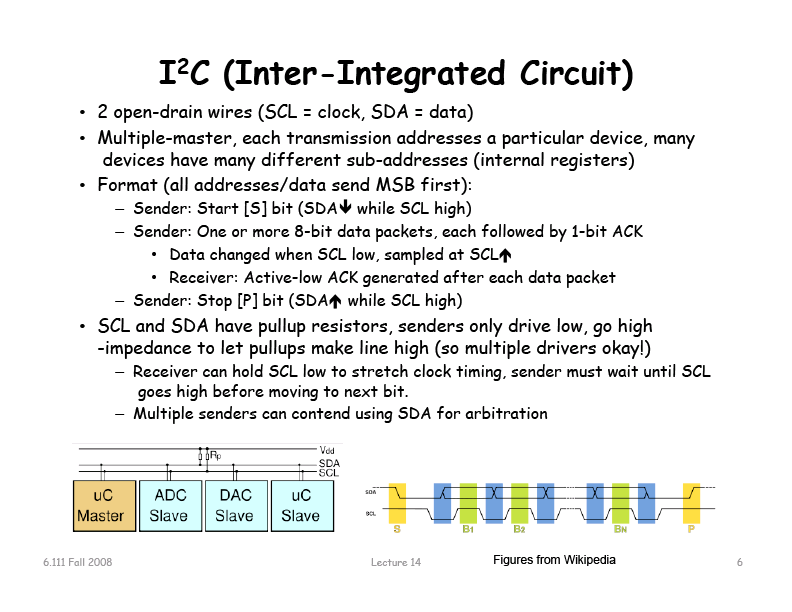 I²C (Inter-Integrated Circuit)
• 2 open-drain wires (SCL = clock, SDA = data)
• Multiple-master, each transmission addresses a particular device, many
devices have many different sub-addresses (internal registers)
• Format (all addresses/data send MSB first):
– Sender: Start [S] bit (SDA🡇 while SCL high)
– Sender: One or more 8-bit data packets, each followed by 1-bit ACK
• Data changed when SCL low, sampled at SCL🡅
• Receiver: Active-low ACK generated after each data packet
– Sender: Stop [P] bit (SDA🡅 while SCL high)
• SCL and SDA have pullup resistors, senders only drive low, go high
-impedance to let pullups make line high (so multiple drivers okay!)
– Receiver can hold SCL low to stretch clock timing, sender must wait until SCL
goes high before moving to next bit.
– Multiple senders can contend using SDA for arbitration
Rp
Vdd
SDA
SCL
uC
Master
ADC
Slave
DAC
Slave
uC
Slave
SDA
SCL
S B1 B2 BN P
6.111 Fall 2008
Lecture 14
Figures from Wikipedia
6